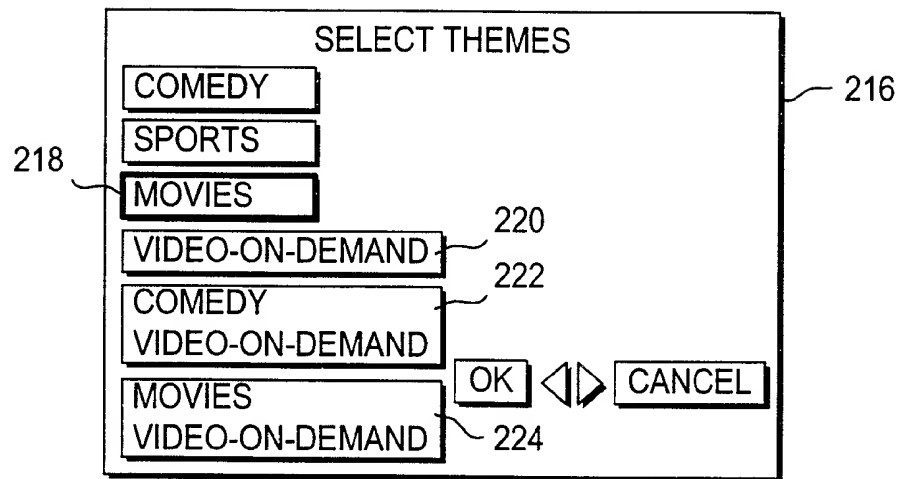 SELECT THEMES
COMEDY
216
SPORTS
218
MOVIES
220
VIDEO-ON-DEMAND
222
COMEDY
VIDEO-ON-DEMAND
OK
CANCEL
MOVIES
VIDEO-ON-DEMAND
224